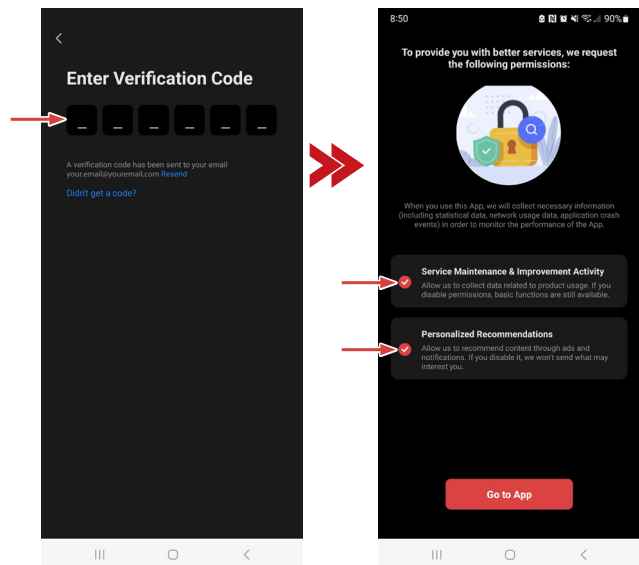 Enter Verification Code
A verification code has been sent to your email
your.email@youremail.com Resend
Didn't get a code?
8:50
90%
To provide you with better services, we request
the following permissions:
When you use this App, we will collect necessary information
(including statistical data, network usage data, application crash
events) in order to monitor the performance of the App.
Service Maintenance & Improvement Activity
Allow us to collect data related to product usage. If you
disable permissions, basic functions are still available.
Personalized Recommendations
Allow us to recommend content through ads and
notifications. If you disable it, we won't send what may
interest you.
Go to App